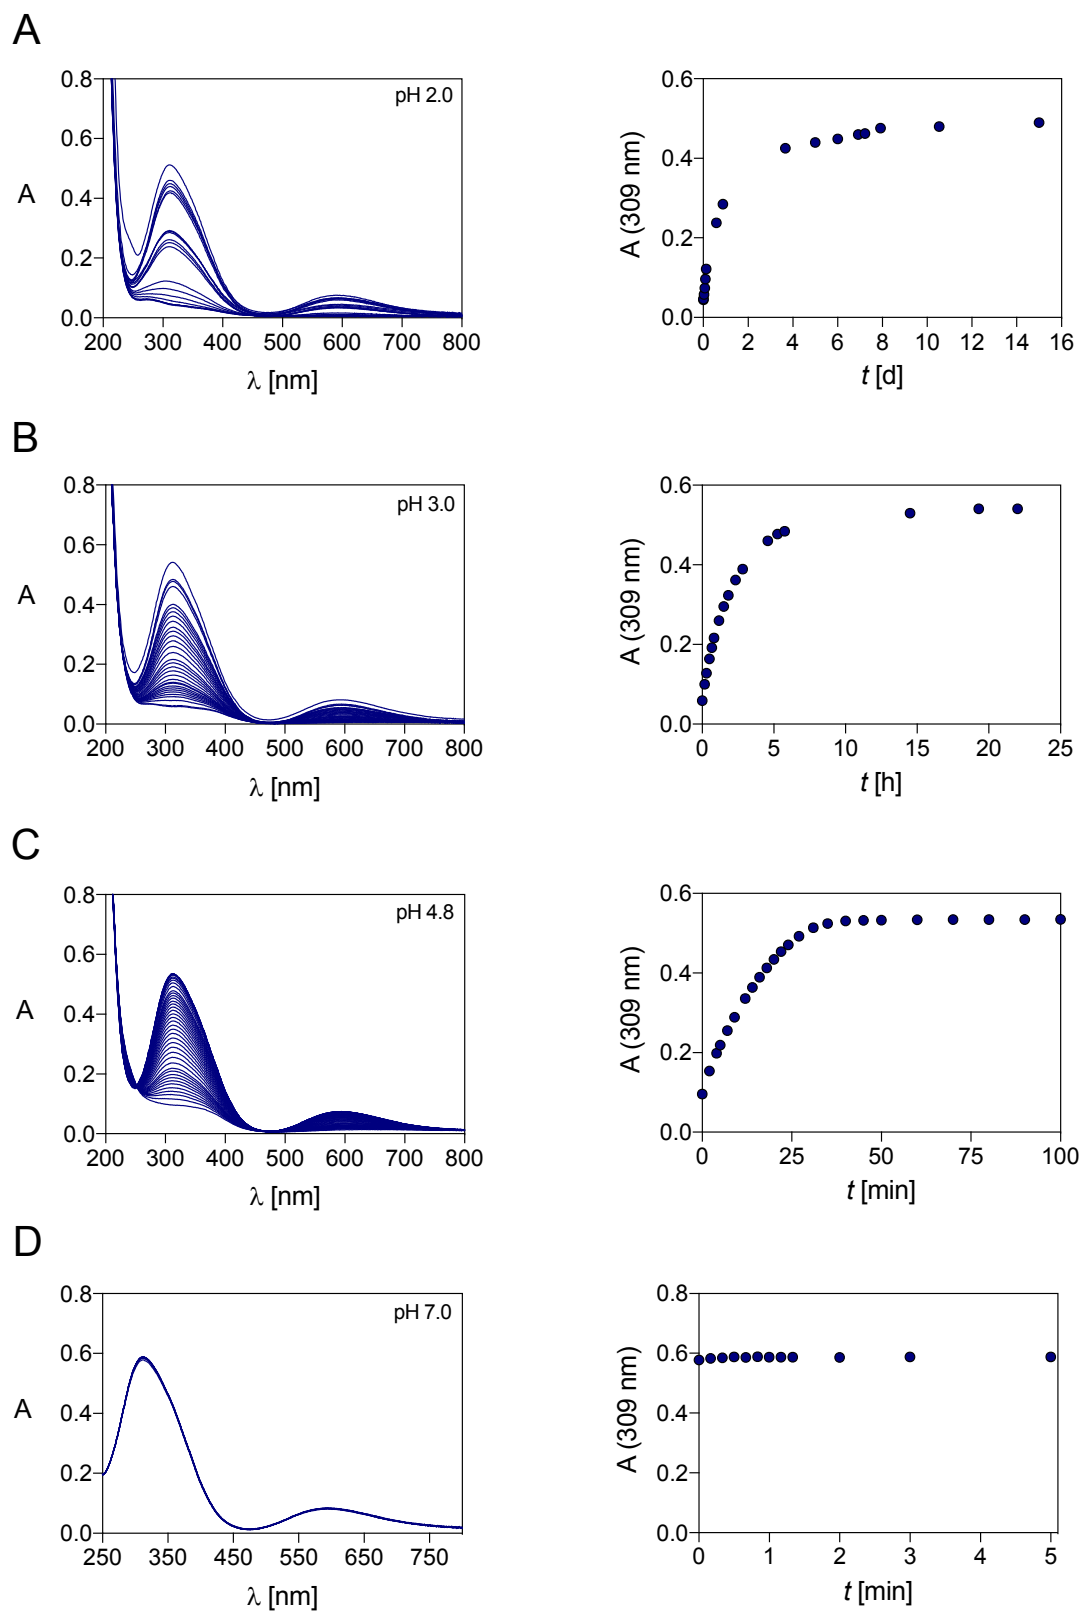 A
0.8
0.6
A
0.4
0.2
0.0
200 300 400 500 600 700 800
λ [nm]
pH 2.0
0.6
0.4
0.2
0.0
A (309 nm)
0 2 4 6 8 10 12 14 16
t [d]
B
0.8
0.6
A
0.4
0.2
0.0
200 300 400 500 600 700 800
λ [nm]
pH 3.0
0.6
0.4
0.2
0.0
A (309 nm)
0 5 10 15 20 25
t [h]
C
0.8
0.6
A
0.4
0.2
0.0
200 300 400 500 600 700 800
λ [nm]
pH 4.8
0.6
0.4
0.2
0.0
A (309 nm)
0 25 50 75 100
t [min]
D
0.8
0.6
A
0.4
0.2
0.0
250 350 450 550 650 750
λ [nm]
pH 7.0
0.8
0.6
0.4
0.2
0.0
A (309 nm)
0 1 2 3 4 5
t [min]